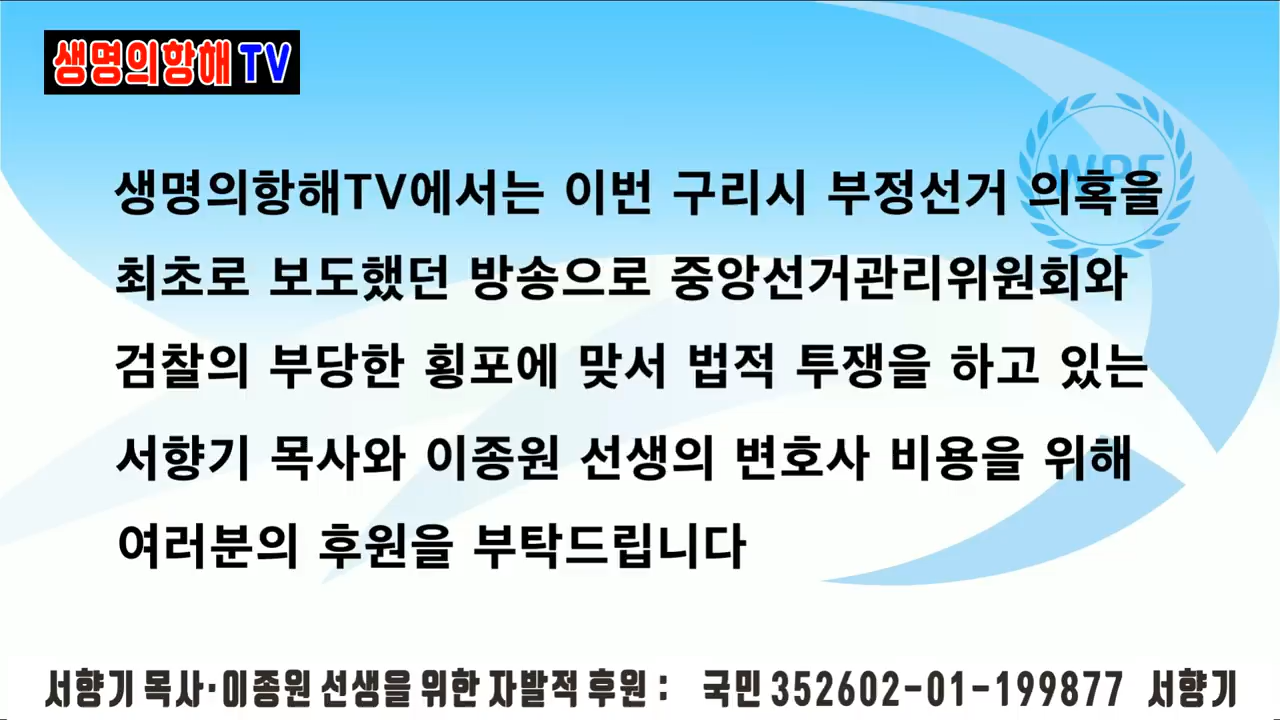 생명의항해TV
WPF
생명의항해TV에서는 이번 구리시 부정선거 의혹을
최초로 보도했던 방송으로 중앙선거관리위원회와
검찰의 부당한 횡포에 맞서 법적 투쟁을 하고 있는
서향기 목사와 이종원 선생의 변호사 비용을 위해
여러분의 후원을 부탁드립니다
서향기 목사·이종원 선생을 위한 자발적 후원 : 국민 352602-01-199877 서향기